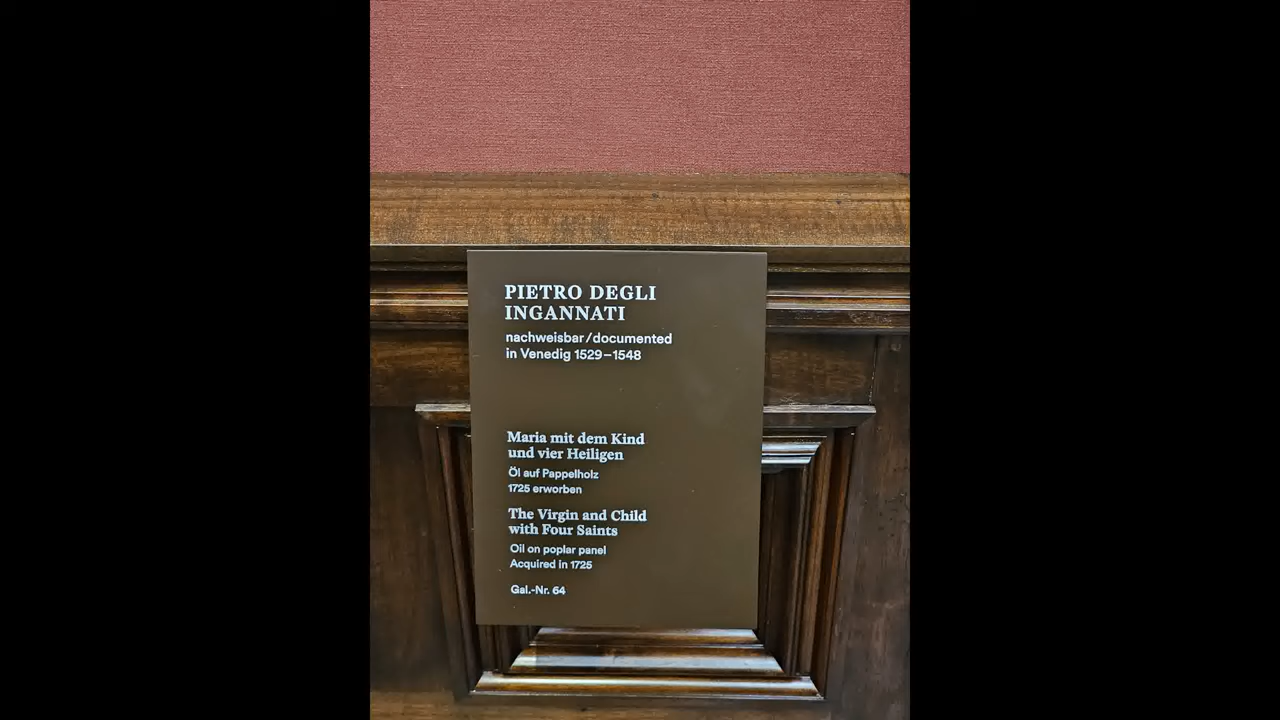 PIETRO DEGLI
INGANNATI
nachweisbar/documented
in Venedig 1529–1548
Maria mit dem Kind
und vier Heiligen
Öl auf Pappelholz
1725 erworben
The Virgin and Child
with Four Saints
Oil on poplar panel
Acquired in 1725
Gal.-Nr. 64